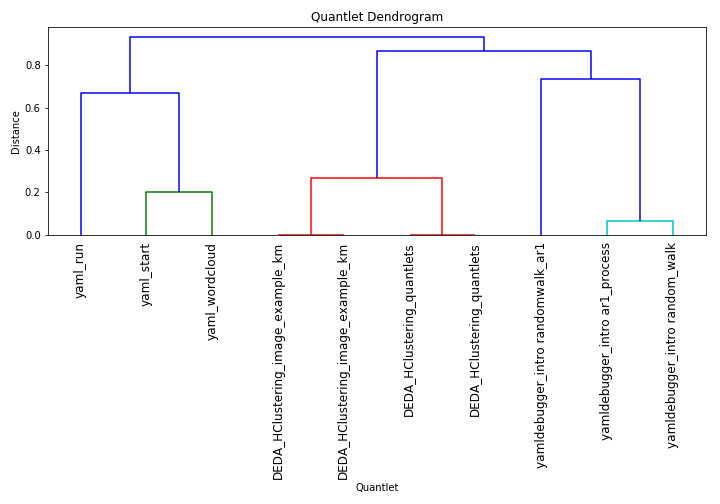 Quantlet Dendrogram
Distance
0.8
0.6
0.4
0.2
0.0
yaml_run
yaml_start
yaml_wordcloud
DEDA_HClustering_image_example_km
DEDA_HClustering_image_example_km
DEDA_HClustering_quantlets
DEDA_HClustering_quantlets
yamldebugger_intro randomwalk_ar1
yamldebugger_intro ar1_process
yamldebugger_intro random_walk
Quantlet